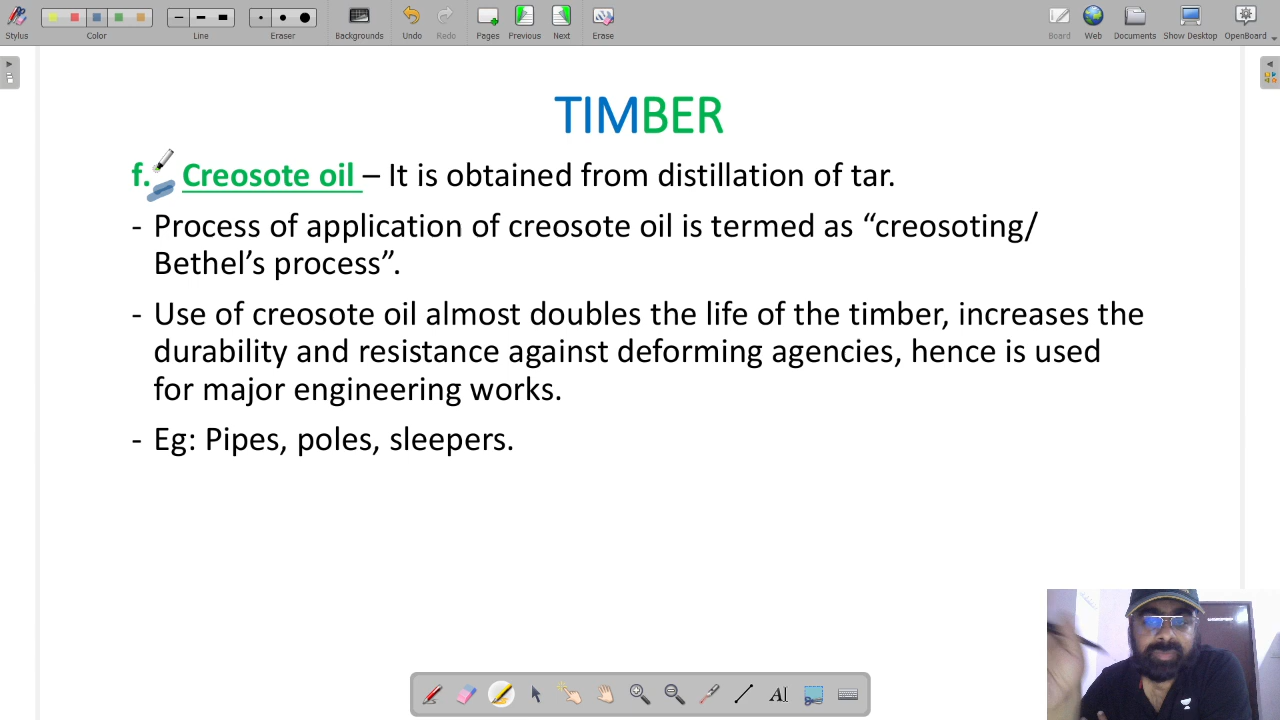 Stylus Color Line Eraser Backgrounds Undo Redo Pages Previous Next Erase Board Web Documents Show Desktop OpenBoard
TIMBER
f. Creosote oil – It is obtained from distillation of tar.
- Process of application of creosote oil is termed as “creosoting/
Bethel’s process”.
- Use of creosote oil almost doubles the life of the timber, increases the
durability and resistance against deforming agencies, hence is used
for major engineering works.
- Eg: Pipes, poles, sleepers.
AI